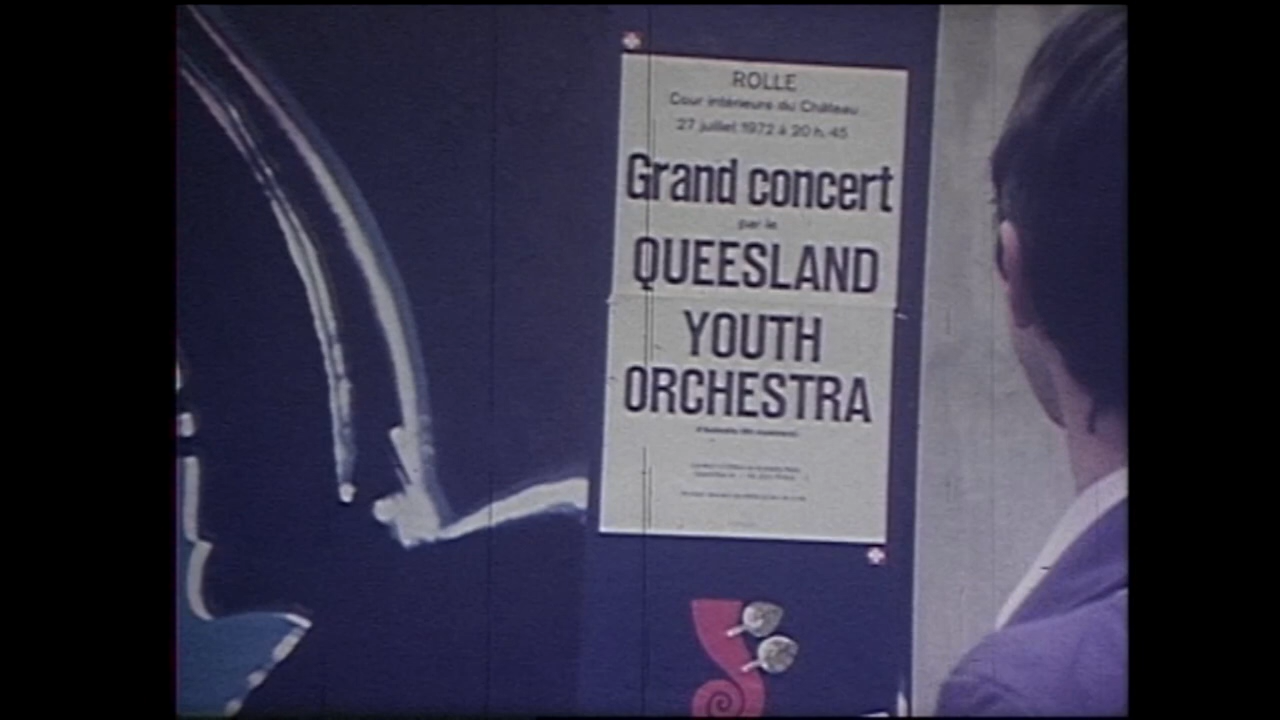 ROLLE
Cour intérieure du Château
27 juillet 1972 à 20 h. 45
Grand concert
par le
QUEESLAND
YOUTH
ORCHESTRA